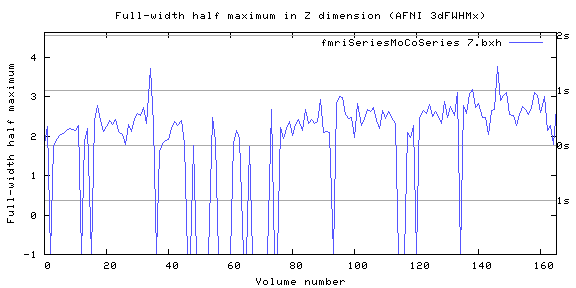 Full-width half maximum in Z dimension (AFNI 3dFWHMx)
fmriSeriesMoCoSeries 7.bxh
Full-width half maximum
4
3
2
1
0
-1
2s
1s
0s
1s
0 20 40 60 80 100 120 140 160
Volume number